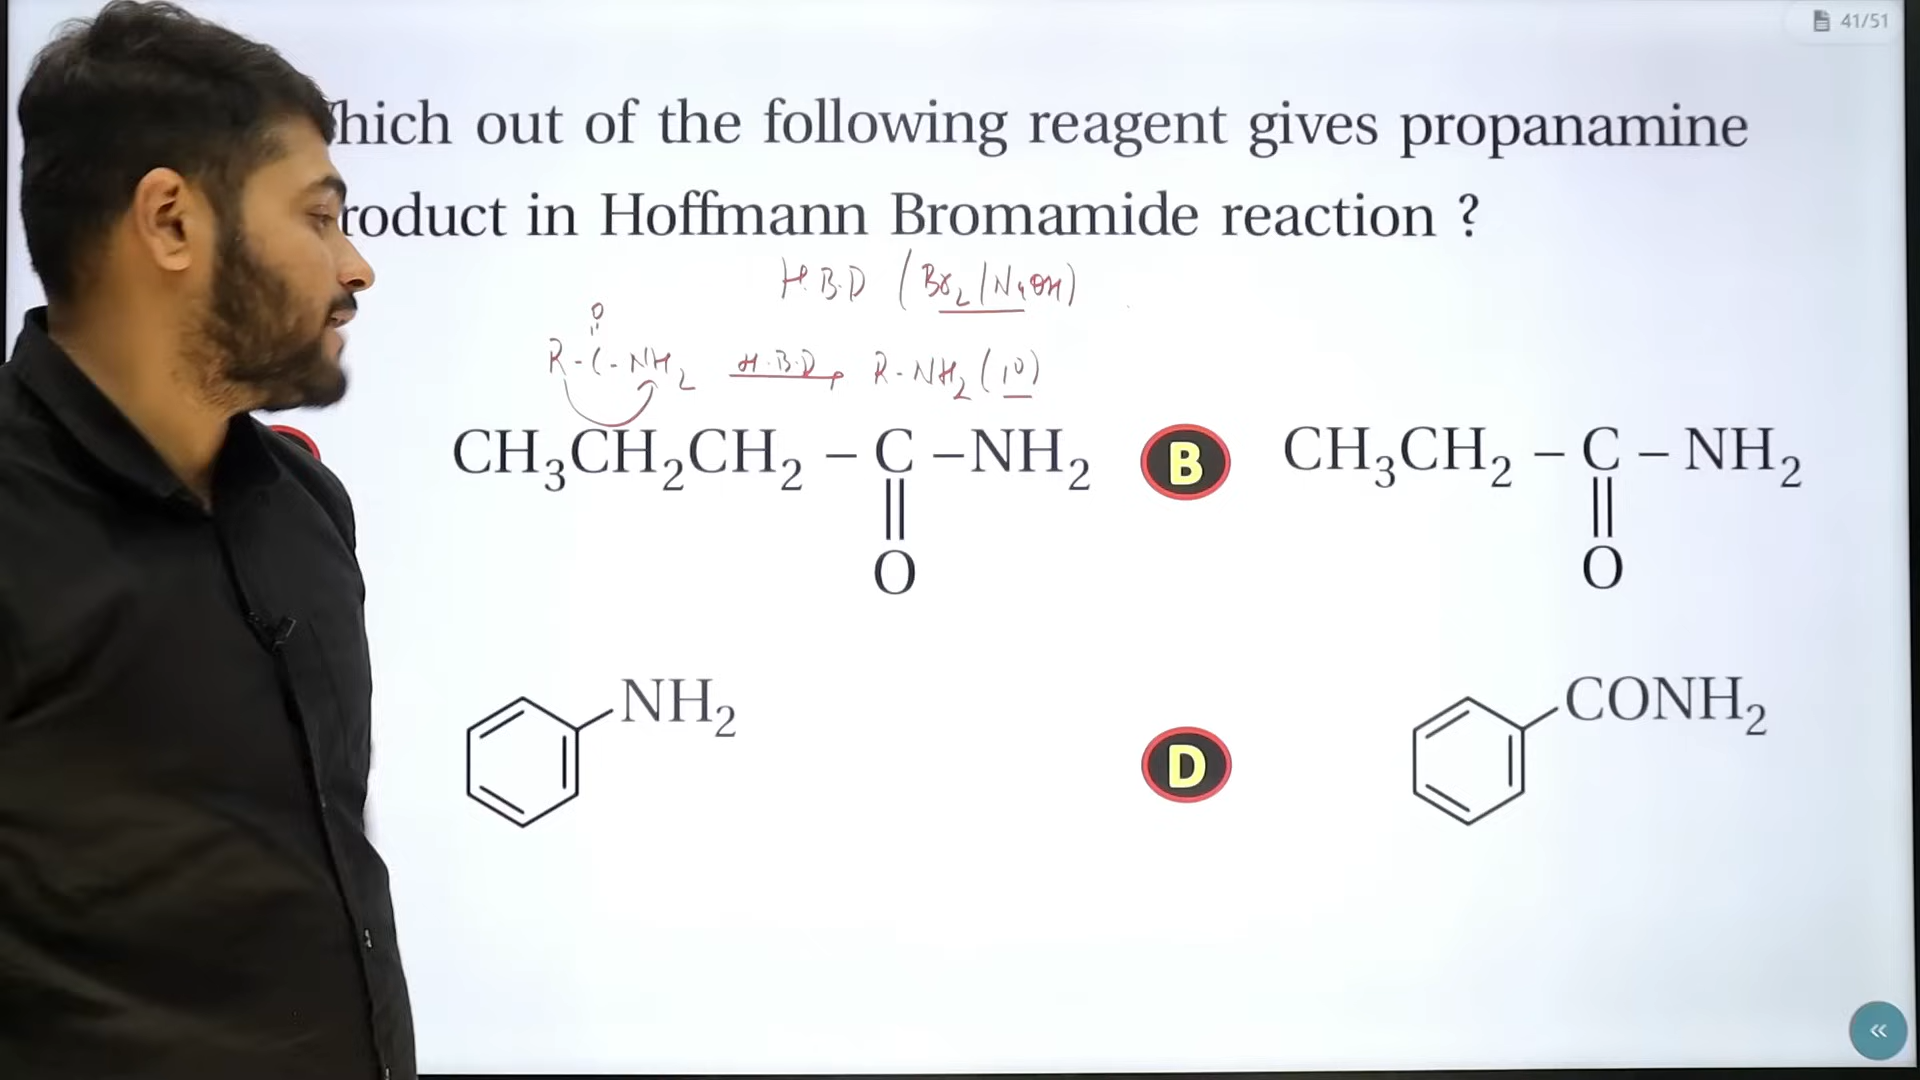 41/51
hich out of the following reagent gives propanamine
roduct in Hoffmann Bromamide reaction ?
H.B.D (Br2/NaOH)
O
R-C-NH2 H.B.D R-NH2 (1°)
CH3CH2CH2 – C –NH2 B CH3CH2 – C – NH2
O O
NH2 CONH2
D